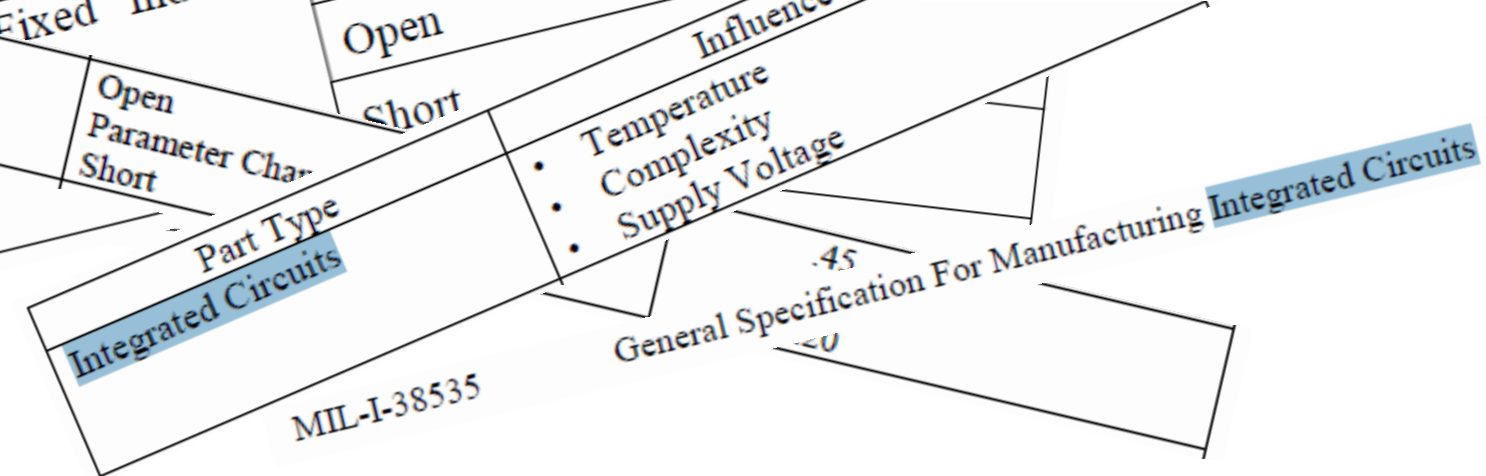 Fixed
Open
Short
Open
Parameter
Short
Part Type
Influence
Integrated Circuits
• Temperature
• Complexity
• Supply Voltage
.45
MIL-I-38535 General Specification For Manufacturing Integrated Circuits